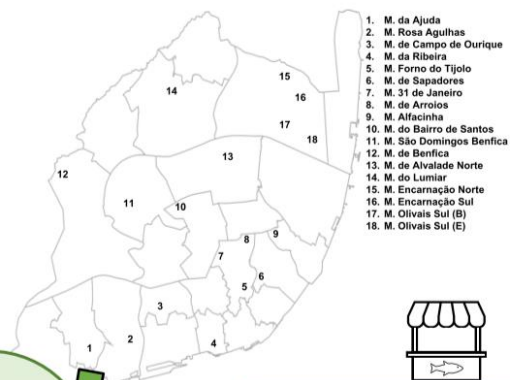 1. M. da Ajuda
2. M. Rosa Agulhas
3. M. de Campo de Ourique
4. M. da Ribeira
5. M. Forno do Tijolo
6. M. de Sapadores
7. M. 31 de Janeiro
8. M. de Arroios
9. M. Alfacinha
10. M. do Bairro de Santos
11. M. São Domingos Benfica
12. M. de Benfica
13. M. de Alvalade Norte
14. M. do Lumiar
15. M. Encarnação Norte
16. M. Encarnação Sul
17. M. Olivais Sul (B)
18. M. Olivais Sul (E)
15
14
16
17
18
13
12
11
10
9
8
7
6
5
3
2
1
4